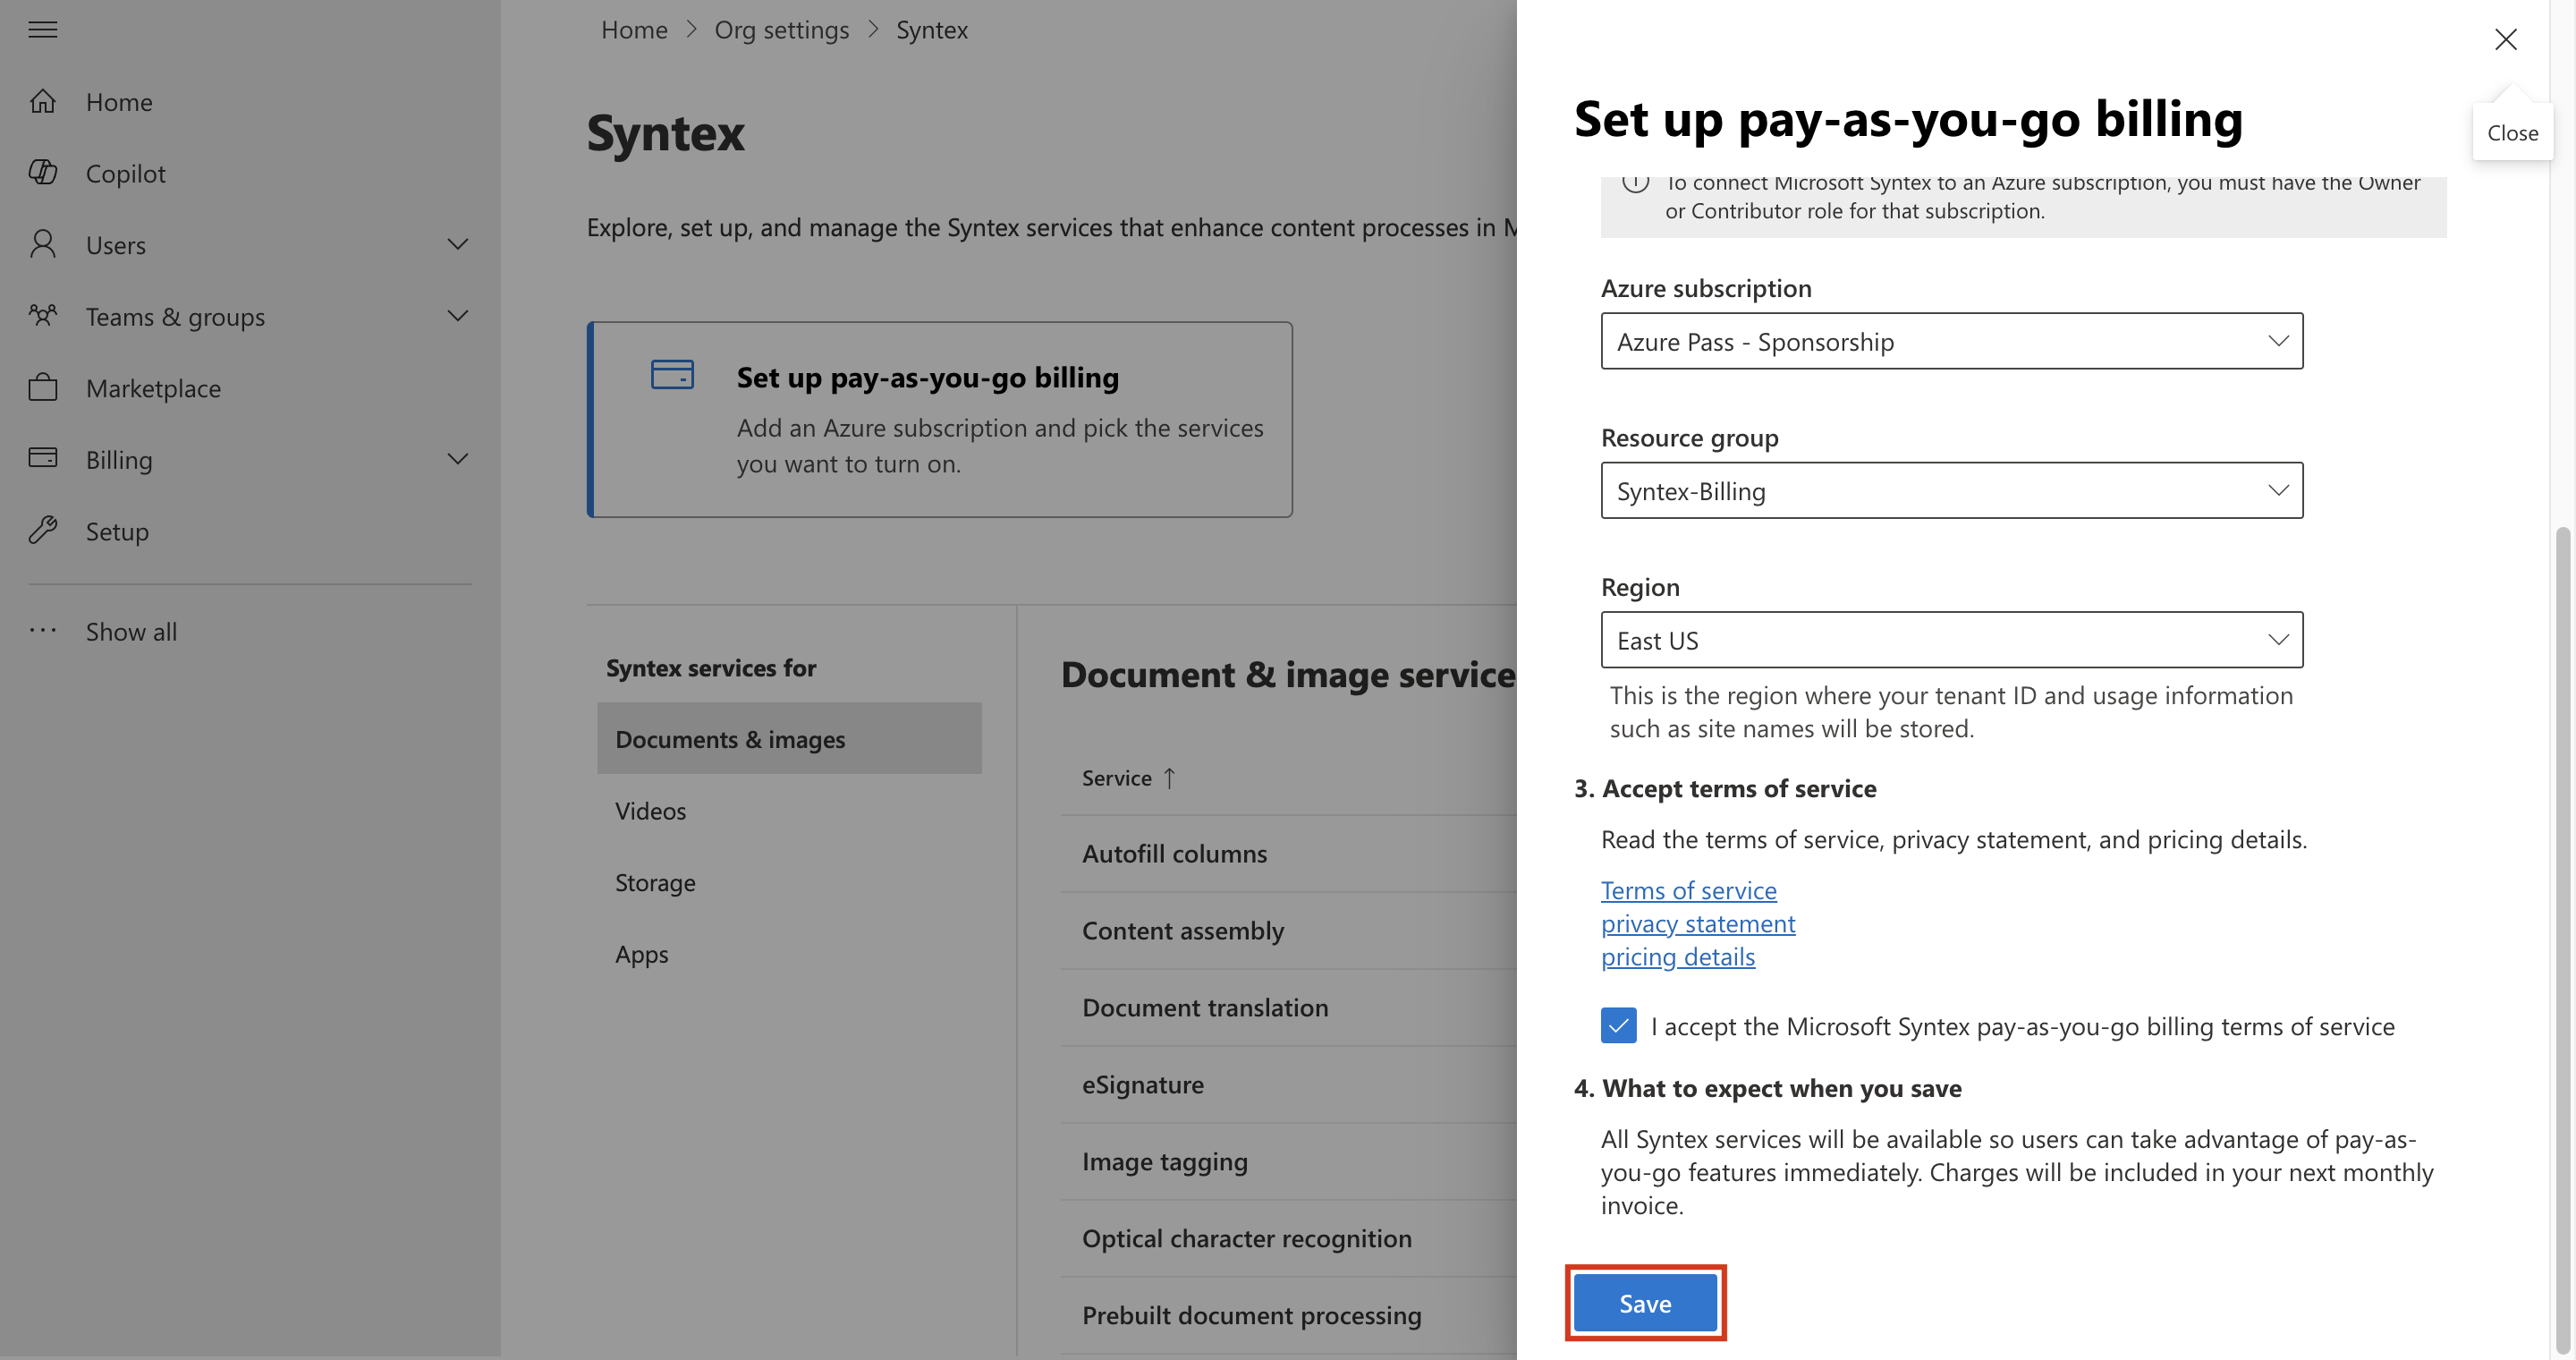 Home
Copilot
Users
Teams & groups
Marketplace
Billing
Setup
Show all
Home > Org settings > Syntex
Syntex
Explore, set up, and manage the Syntex services that enhance content processes in M
Set up pay-as-you-go billing
Add an Azure subscription and pick the services
you want to turn on.
Syntex services for
Documents & images
Videos
Storage
Apps
Document & image service
Service ↑
Autofill columns
Content assembly
Document translation
eSignature
Image tagging
Optical character recognition
Prebuilt document processing
Close
Set up pay-as-you-go billing
To connect Microsoft Syntex to an Azure subscription, you must have the Owner
or Contributor role for that subscription.
Azure subscription
Azure Pass - Sponsorship
Resource group
Syntex-Billing
Region
East US
This is the region where your tenant ID and usage information
such as site names will be stored.
3. Accept terms of service
Read the terms of service, privacy statement, and pricing details.
Terms of service
privacy statement
pricing details
I accept the Microsoft Syntex pay-as-you-go billing terms of service
4. What to expect when you save
All Syntex services will be available so users can take advantage of pay-as-
you-go features immediately. Charges will be included in your next monthly
invoice.
Save